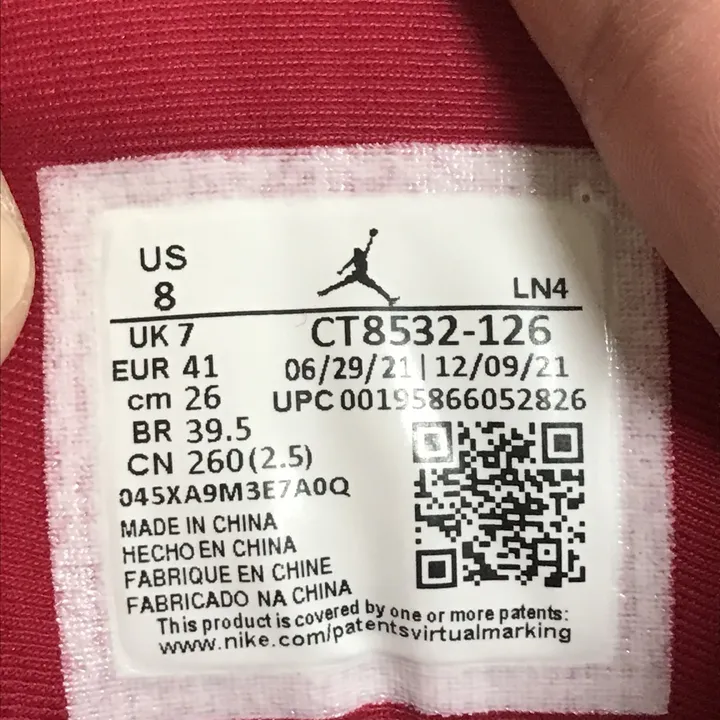 US
8
LN4
UK 7
CT8532-126
EUR 41
06/29/21 | 12/09/21
cm 26
UPC 00195866052826
BR 39.5
CN 260(2.5)
045XA9M3E7A0Q
MADE IN CHINA
HECHO EN CHINA
FABRIQUE EN CHINE
FABRICADO NA CHINA
This product is covered by one or more patents:
www.nike.com/patentsvirtualmarking